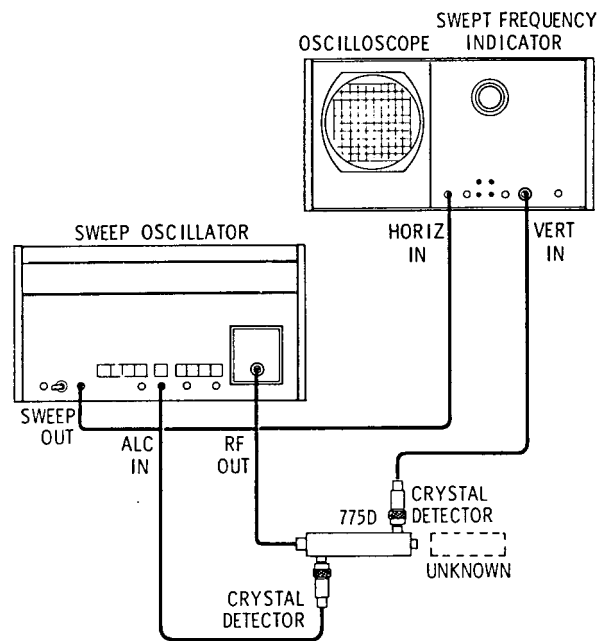 SWEPT FREQUENCY
OSCILLOSCOPE
INDICATOR
SWEEP OSCILLATOR
HORIZ
IN
VERT
IN
SWEEP
OUT
ALC
IN
RF
OUT
775D
CRYSTAL
DETECTOR
UNKNOWN
CRYSTAL
DETECTOR